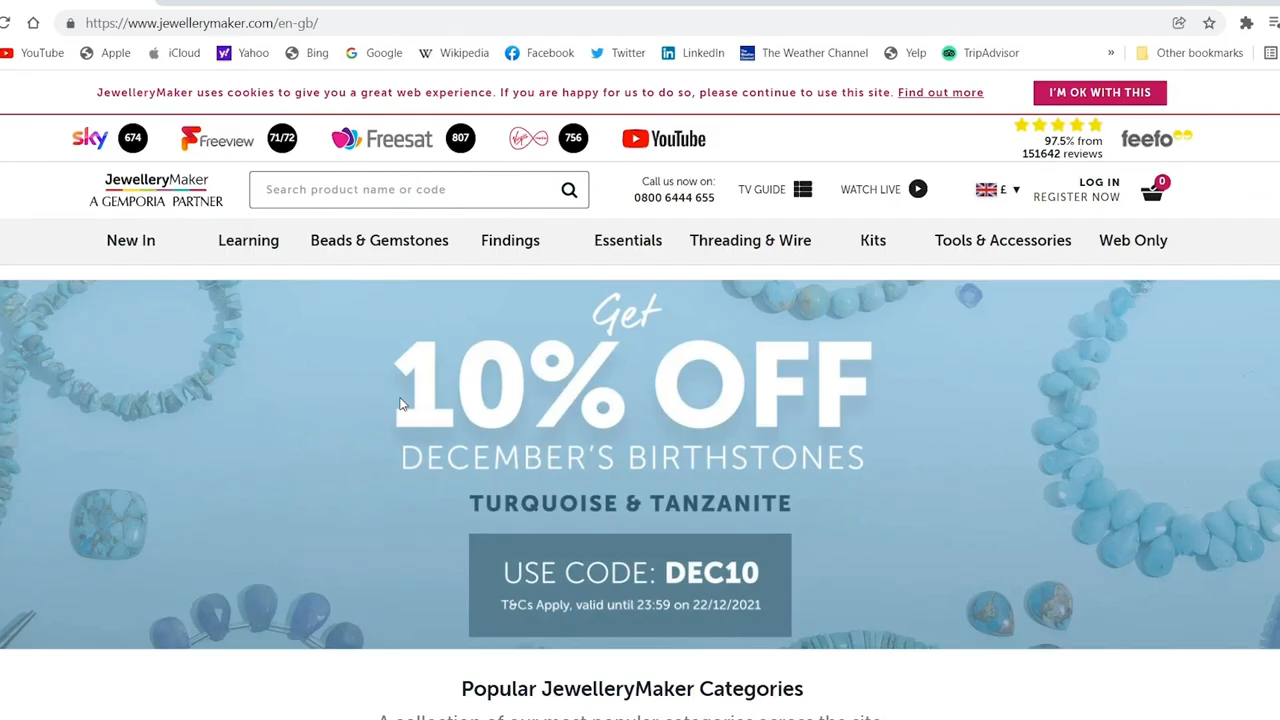 https://www.jewellerymaker.com/en-gb/
YouTube Apple iCloud Yahoo Bing Google Wikipedia Facebook Twitter LinkedIn The Weather Channel Yelp TripAdvisor » Other bookmarks
JewelleryMaker uses cookies to give you a great web experience. If you are happy for us to do so, please continue to use this site. Find out more
I'M OK WITH THIS
sky 674 Freeview 71/72 Freesat 807 756 YouTube
97.5% from
151642 reviews
feefo
JewelleryMaker
A GEMPORIA PARTNER
Search product name or code
Call us now on:
0800 6444 655
TV GUIDE
WATCH LIVE
£ ▼
LOG IN
REGISTER NOW
0
New In Learning Beads & Gemstones Findings Essentials Threading & Wire Kits Tools & Accessories Web Only
Get
10% OFF
DECEMBER'S BIRTHSTONES
TURQUOISE & TANZANITE
USE CODE: DEC10
T&Cs Apply, valid until 23:59 on 22/12/2021
Popular JewelleryMaker Categories
A collection of our most popular categories across the site